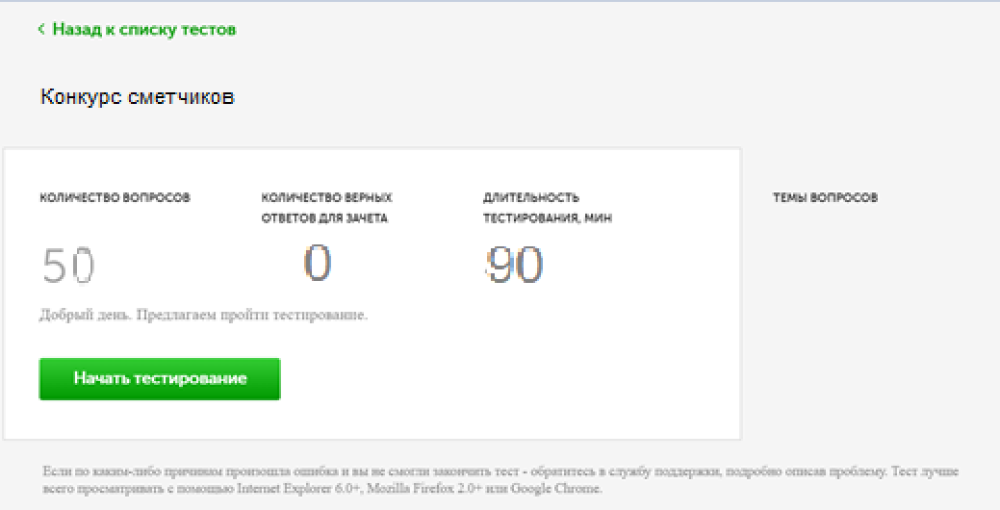 Назад к списку тестов
Конкурс сметчиков
КОЛИЧЕСТВО ВОПРОСОВ
50
КОЛИЧЕСТВО ВЕРНЫХ
ОТВЕТОВ ДЛЯ ЗАЧЕТА
0
ДЛИТЕЛЬНОСТЬ
ТЕСТИРОВАНИЯ, МИН
90
ТЕМЫ ВОПРОСОВ
Добрый день. Предлагаем пройти тестирование.
Начать тестирование
Если по каким-либо причинам произошла ошибка и вы не смогли закончить тест - обратитесь в службу поддержки, подробно описав проблему. Тест лучше
всего просматривать с помощью Internet Explorer 6.0+, Mozilla Firefox 2.0+ или Google Chrome.